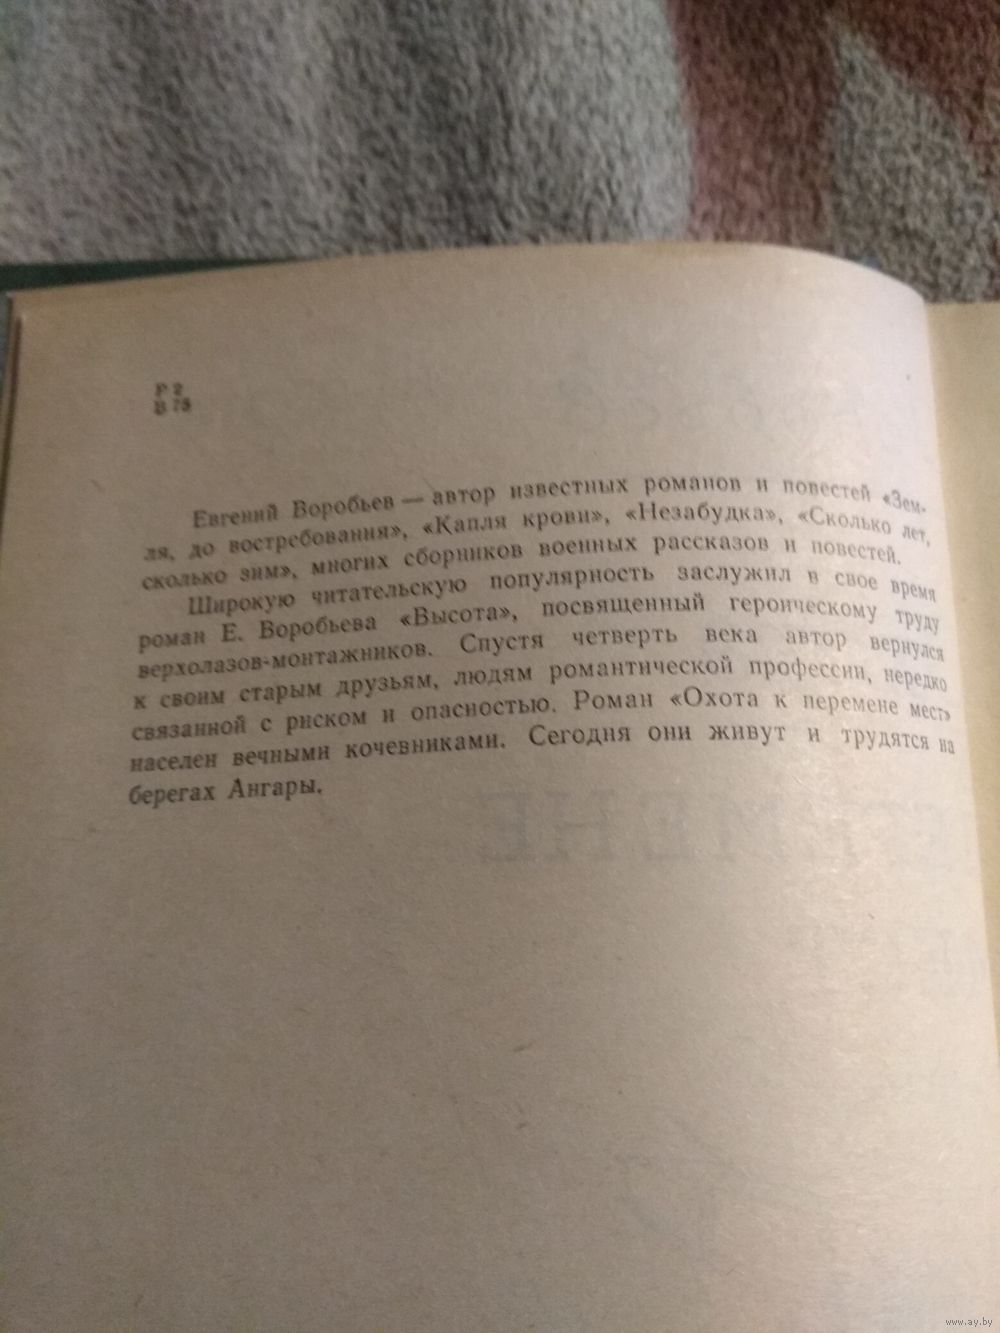 Р 2
В 75
Евгений Воробьев — автор известных романов и повестей «Зем-
ля, до востребования», «Капля крови», «Незабудка», «Сколько лет,
сколько зим», многих сборников военных рассказов и повестей.
Широкую читательскую популярность заслужил в свое время
роман Е. Воробьева «Высота», посвященный героическому труду
верхолазов-монтажников. Спустя четверть века автор вернулся
к своим старым друзьям, людям романтической профессии, нередко
связанной с риском и опасностью. Роман «Охота к перемене мест»
населен вечными кочевниками. Сегодня они живут и трудятся на
берегах Ангары.
www.ay.by